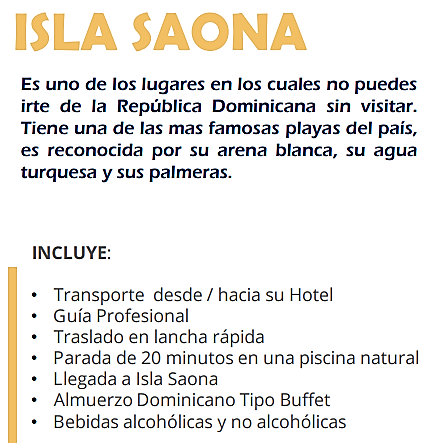 ISLA SAONA
Es uno de los lugares en los cuales no puedes
irte de la República Dominicana sin visitar.
Tiene una de las mas famosas playas del país,
es reconocida por su arena blanca, su agua
turquesa y sus palmeras.
INCLUYE:
• Transporte desde / hacia su Hotel
• Guía Profesional
• Traslado en lancha rápida
• Parada de 20 minutos en una piscina natural
• Llegada a Isla Saona
• Almuerzo Dominicano Tipo Buffet
• Bebidas alcohólicas y no alcohólicas